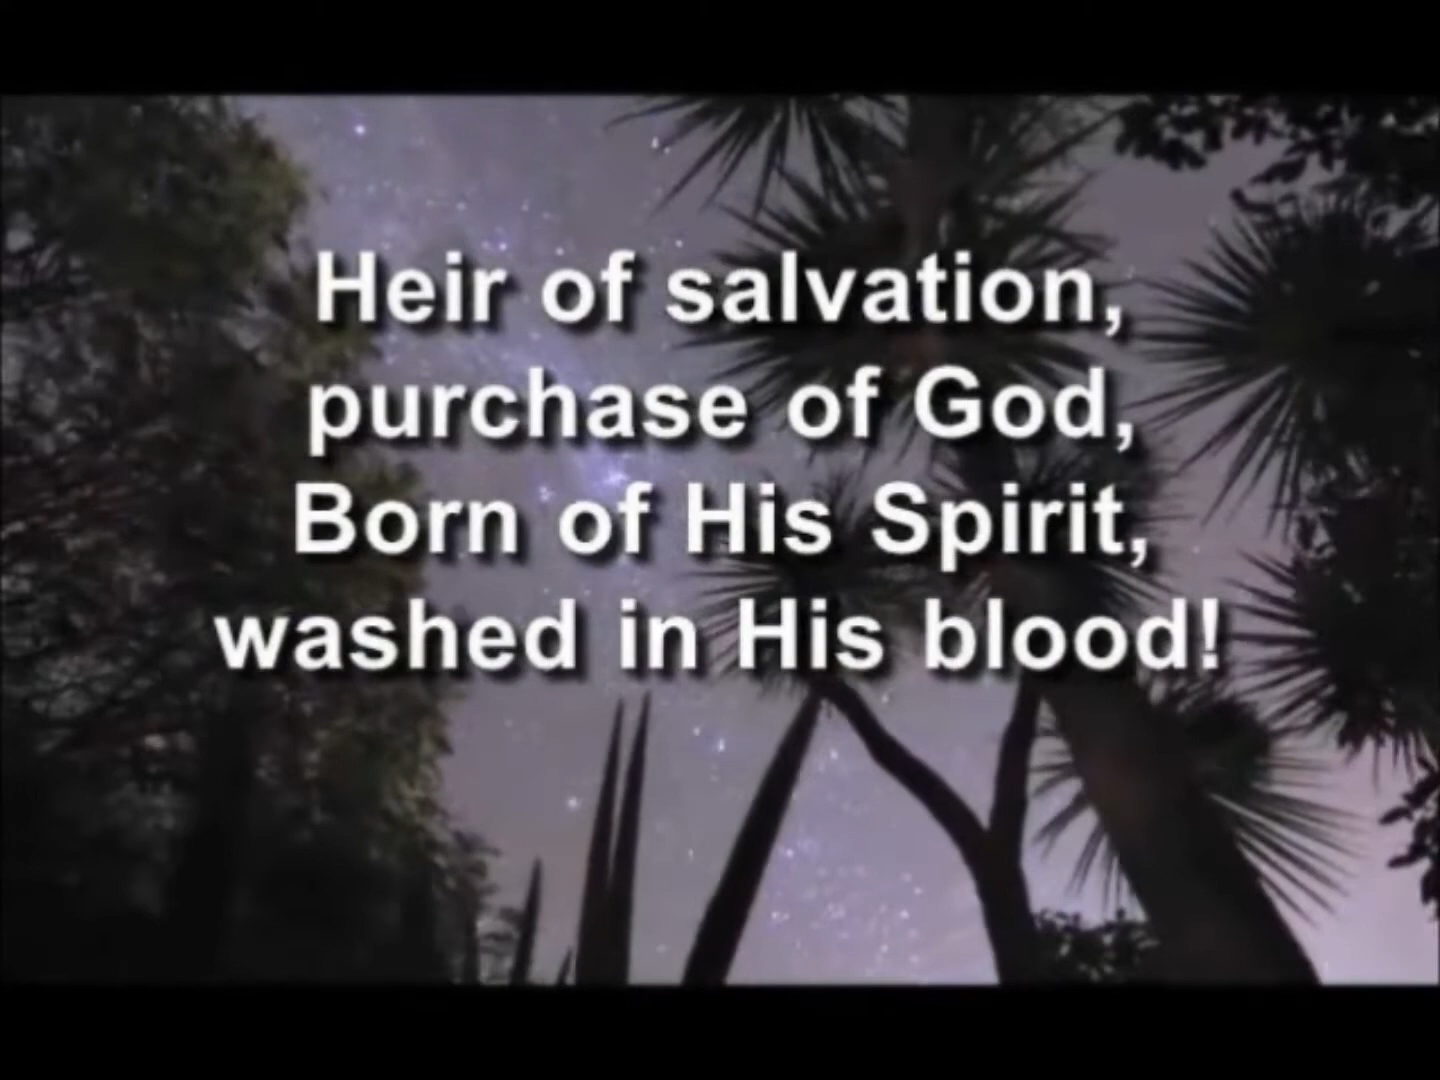 Heir of salvation,
purchase of God,
Born of His Spirit,
washed in His blood!